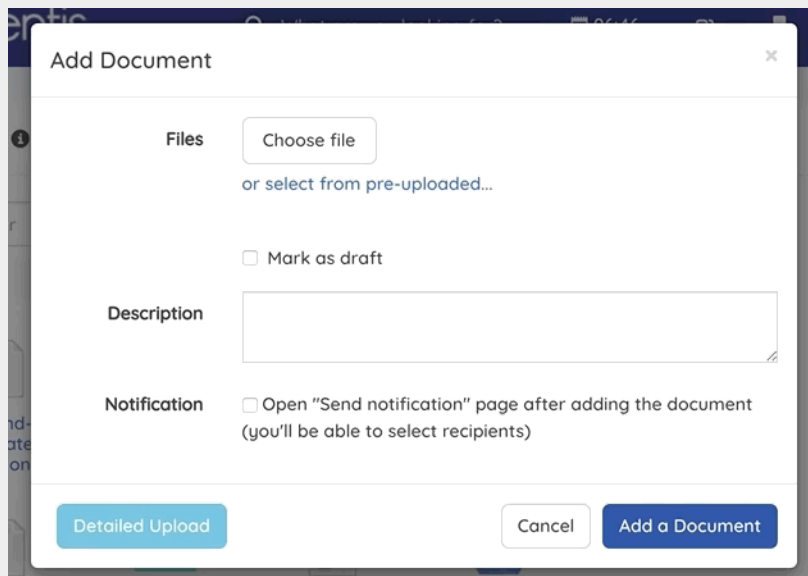 Add Document
×
Files
Choose file
or select from pre-uploaded...
Mark as draft
Description
Notification
Open "Send notification" page after adding the document
(you'll be able to select recipients)
Detailed Upload
Cancel
Add a Document